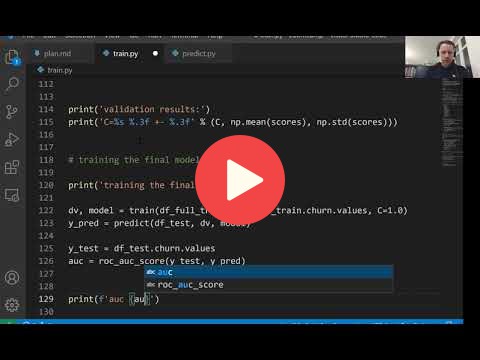 plan.md
train.py
predict.py
train.py
112
113
114 print('validation results:')
115 print('C=%s %.3f +- %.3f' % (C, np.mean(scores), np.std(scores)))
116
117
118 # training the final model
119
120 print('training the final
121
122 dv, model = train(df_full_tr train.churn.values, C=1.0)
123 y_pred = predict(df_test, dv, model)
124
125 y_test = df_test.churn.values
126 auc = roc_auc_score(y_test, y_pred)
127
abc auc
128
abc roc_auc_score
129 print(f'auc {au}')
130